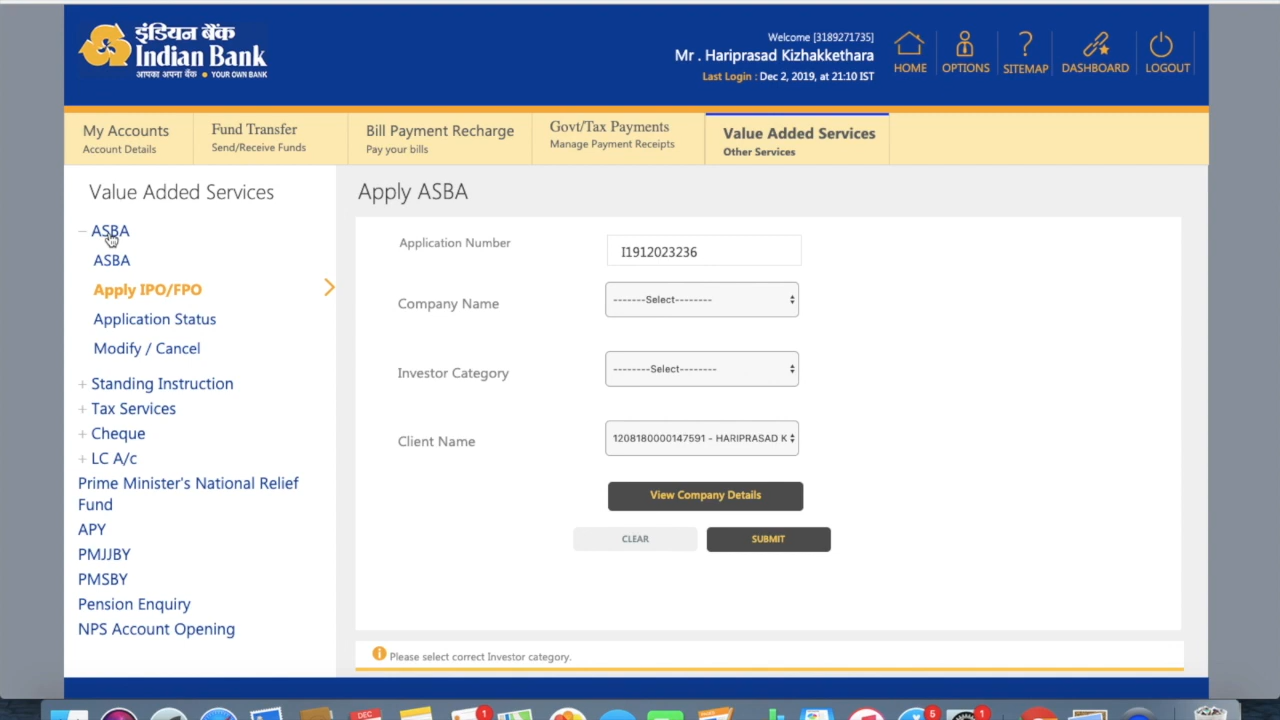 इंडियन बैंक
Indian Bank
आपका अपना बैंक ● YOUR OWN BANK
Welcome [3189271735]
Mr . Hariprasad Kizhakkethara
Last Login : Dec 2, 2019, at 21:10 IST
HOME
OPTIONS
SITEMAP
DASHBOARD
LOGOUT
My Accounts
Account Details
Fund Transfer
Send/Receive Funds
Bill Payment Recharge
Pay your bills
Govt/Tax Payments
Manage Payment Receipts
Value Added Services
Other Services
Value Added Services
− ASBA
ASBA
Apply IPO/FPO
Application Status
Modify / Cancel
+ Standing Instruction
+ Tax Services
+ Cheque
+ LC A/c
Prime Minister's National Relief
Fund
APY
PMJJBY
PMSBY
Pension Enquiry
NPS Account Opening
Apply ASBA
Application Number
I1912023236
Company Name
-------Select--------
Investor Category
--------Select--------
Client Name
1208180000147591 - HARIPRASAD K
View Company Details
CLEAR
SUBMIT
Please select correct Investor category.
DEC
1
5
1